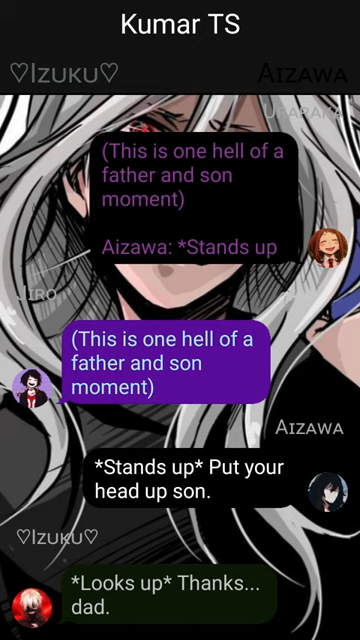 Kumar TS
♡Izuku♡
Aizawa
Uraraka
(This is one hell of a
father and son
moment)
Aizawa: *Stands up
Jiro
(This is one hell of a
father and son
moment)
Aizawa
*Stands up* Put your
head up son.
♡Izuku♡
*Looks up* Thanks...
dad.